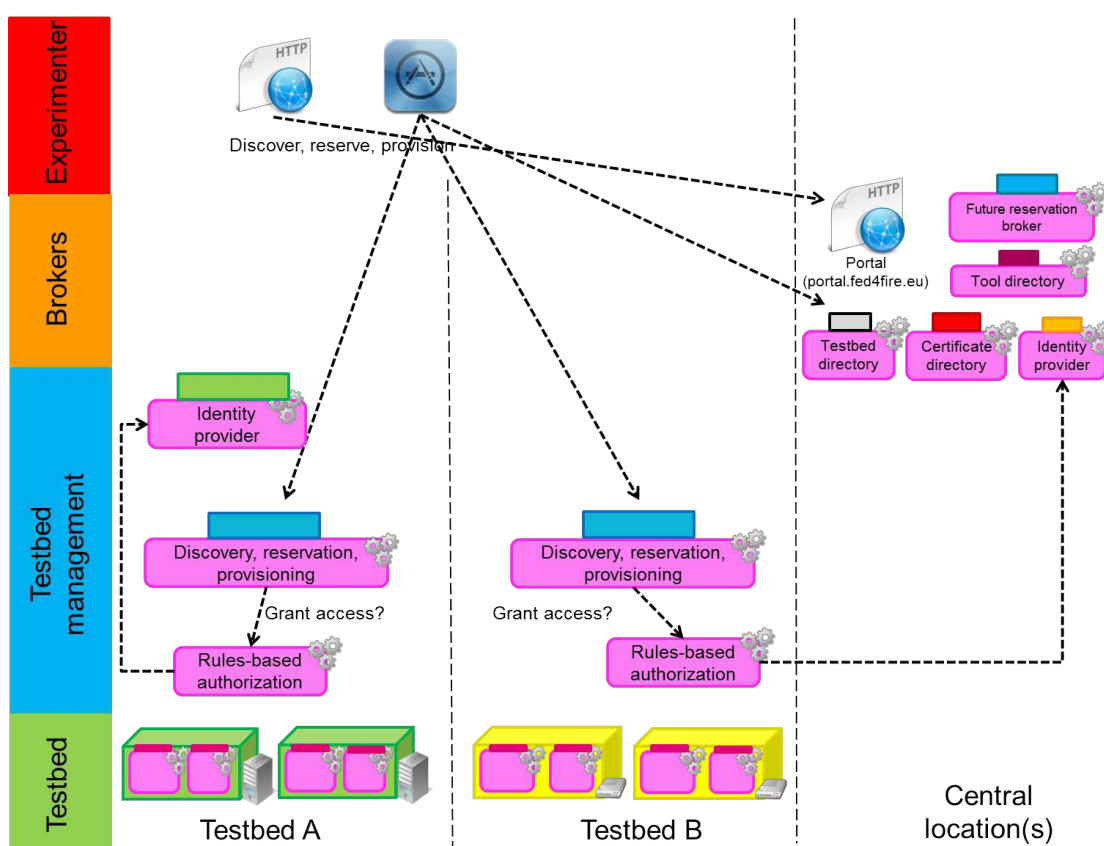 Experimenter
HTTP
Discover, reserve, provision
Brokers
HTTP
Portal
(portal.fed4fire.eu)
Future reservation
broker
Tool directory
Testbed
directory
Certificate
directory
Identity
provider
Testbed
management
Identity
provider
Discovery, reservation,
provisioning
Grant access?
Rules-based
authorization
Discovery, reservation,
provisioning
Grant access?
Rules-based
authorization
Testbed
Testbed A
Testbed B
Central
location(s)